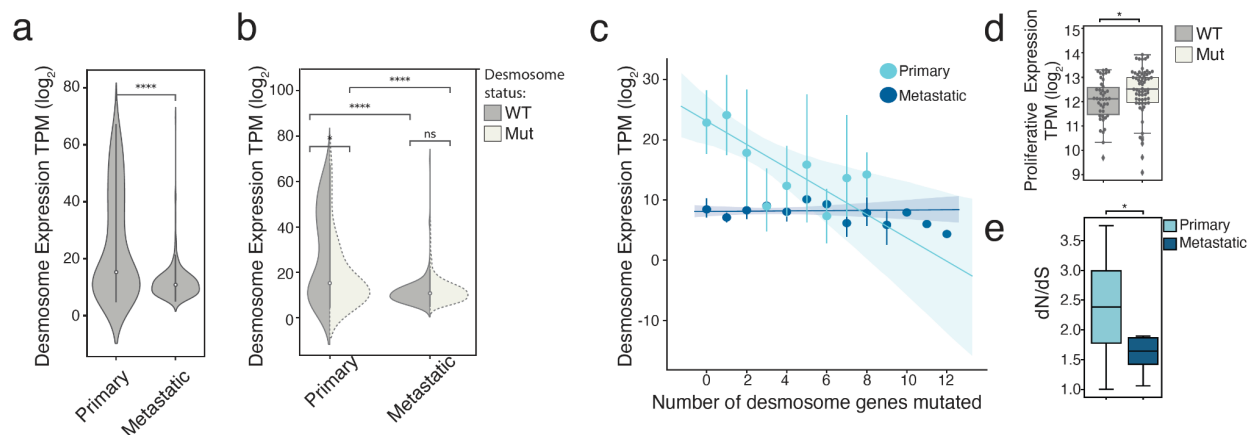 a
Desmosome Expression TPM (log2)
80
60
40
20
0
****
Primary
Metastatic
b
Desmosome Expression TPM (log2)
100
80
60
40
20
0
****
****
*
ns
Desmosome
status:
WT
Mut
Primary
Metastatic
c
Desmosome Expression TPM (log2)
30
20
10
0
-10
Primary
Metastatic
0 2 4 6 8 10 12
Number of desmosome genes mutated
d
Proliferative Expression
TPM (log2)
15
14
13
12
11
10
9
*
WT
Mut
e
dN/dS
3.5
3.0
2.5
2.0
1.5
1.0
*
Primary
Metastatic